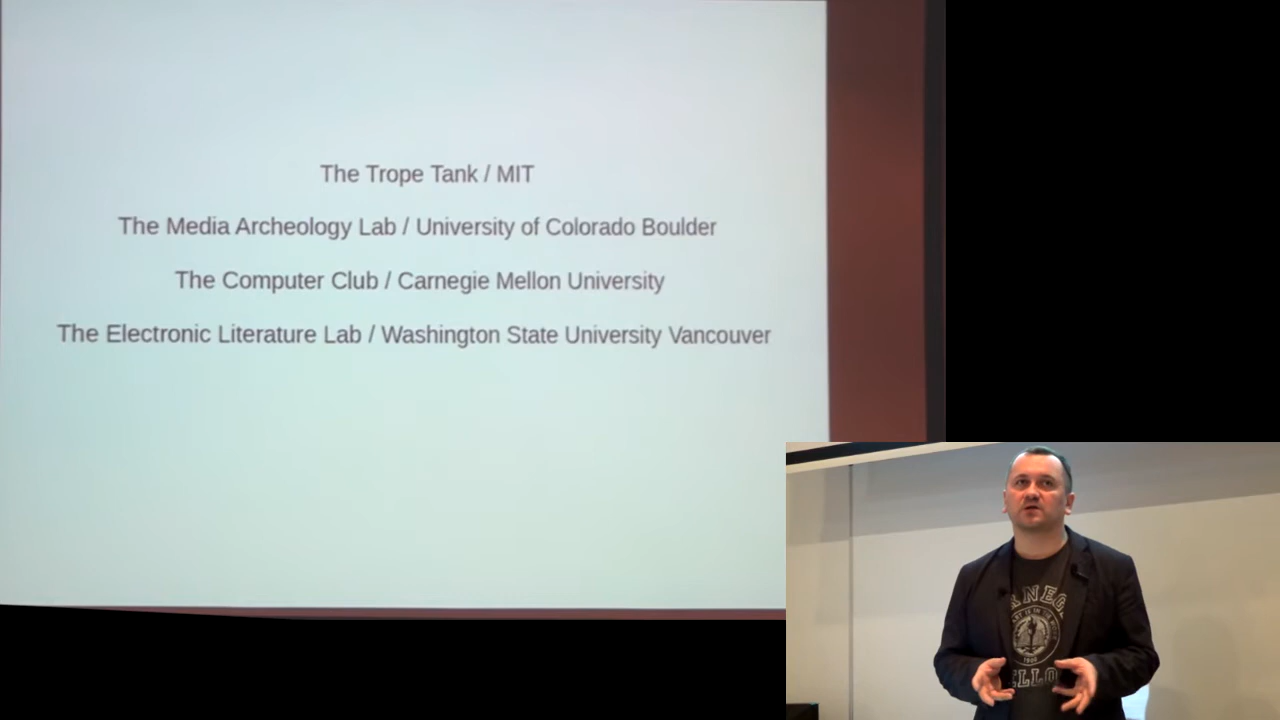 The Trope Tank / MIT
The Media Archeology Lab / University of Colorado Boulder
The Computer Club / Carnegie Mellon University
The Electronic Literature Lab / Washington State University Vancouver
1900